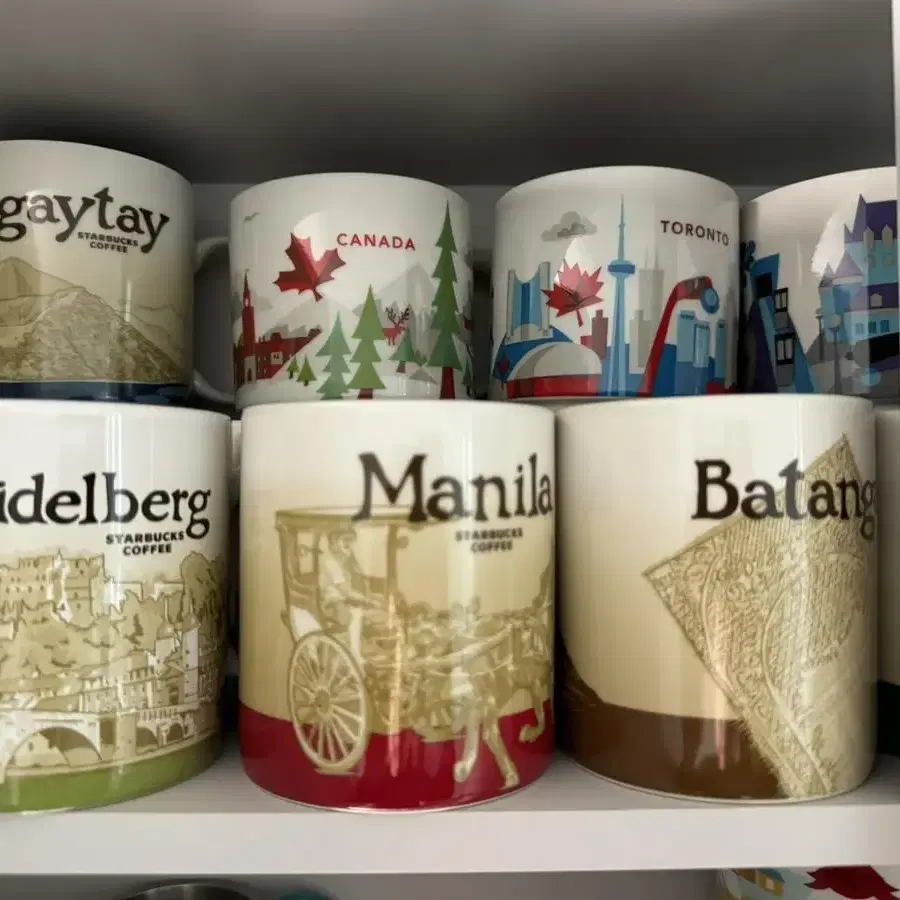 gaytay
STARBUCKS
COFFEE
CANADA
TORONTO
idelberg
STARBUCKS
COFFEE
Manila
STARBUCKS
COFFEE
Batang